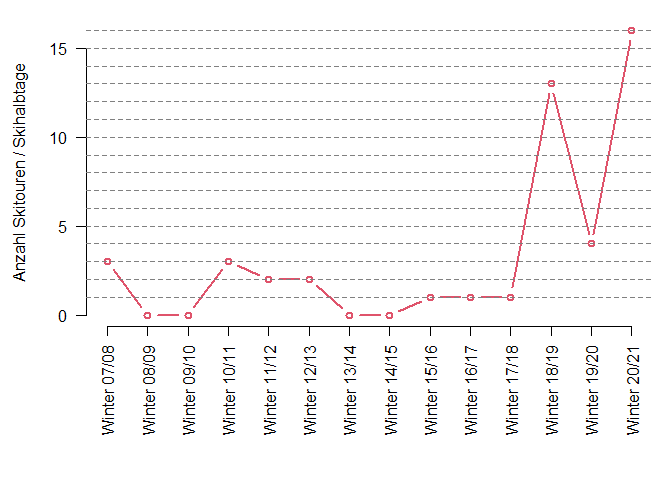 Anzahl Skitouren / Skihalbtage
15
10
5
0
Winter 07/08
Winter 08/09
Winter 09/10
Winter 10/11
Winter 11/12
Winter 12/13
Winter 13/14
Winter 14/15
Winter 15/16
Winter 16/17
Winter 17/18
Winter 18/19
Winter 19/20
Winter 20/21